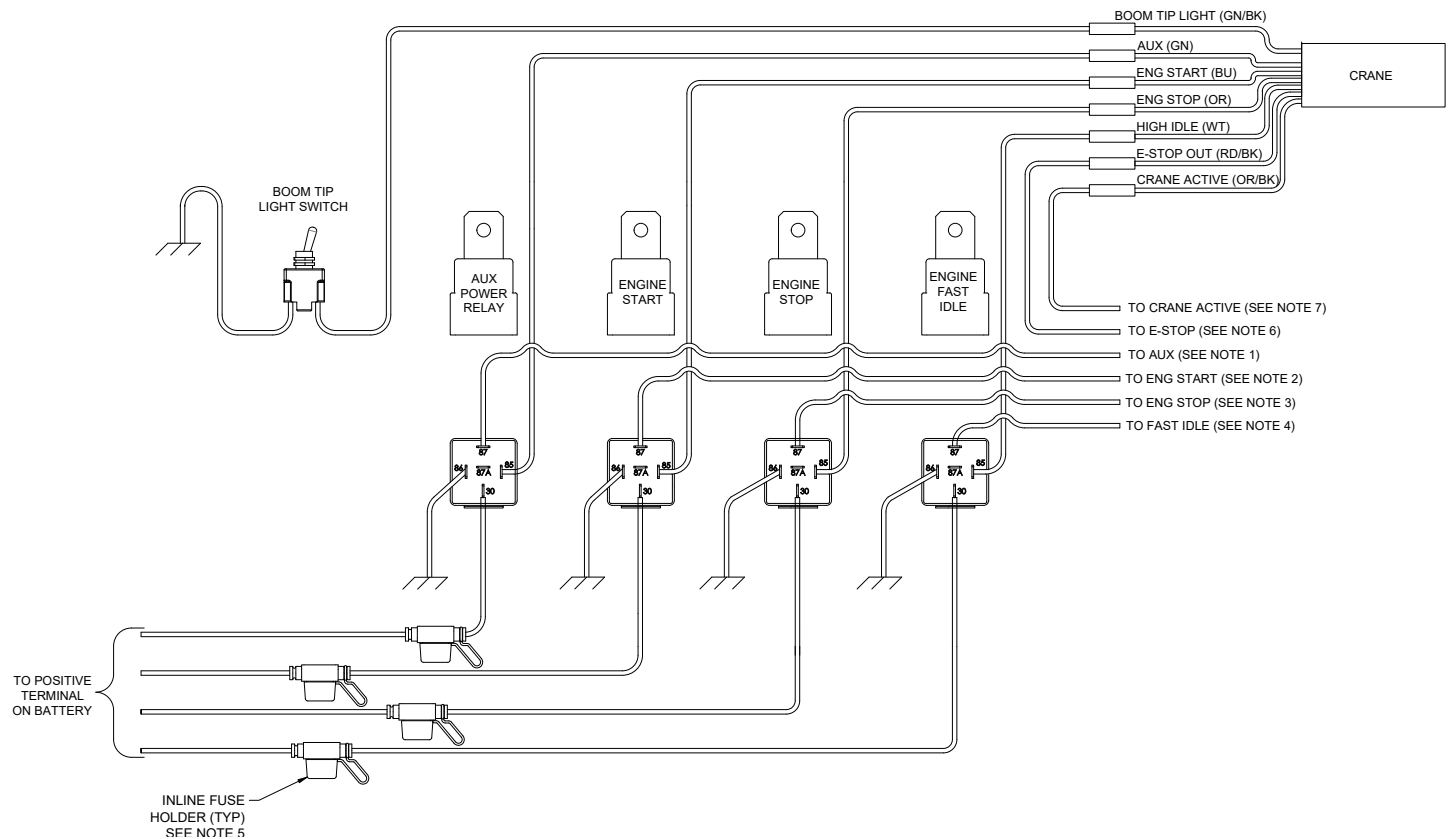 BOOM TIP LIGHT (GN/BK)
AUX (GN)
ENG START (BU)
ENG STOP (OR)
HIGH IDLE (WT)
E-STOP OUT (RD/BK)
CRANE ACTIVE (OR/BK)
CRANE
BOOM TIP
LIGHT SWITCH
AUX
POWER
RELAY
ENGINE
START
ENGINE
STOP
ENGINE
FAST
IDLE
TO CRANE ACTIVE (SEE NOTE 7)
TO E-STOP (SEE NOTE 6)
TO AUX (SEE NOTE 1)
TO ENG START (SEE NOTE 2)
TO ENG STOP (SEE NOTE 3)
TO FAST IDLE (SEE NOTE 4)
87
86
87A
85
30
87
86
87A
85
30
87
86
87A
85
30
87
86
87A
85
30
TO POSITIVE
TERMINAL
ON BATTERY
INLINE FUSE
HOLDER (TYP)
SEE NOTE 5